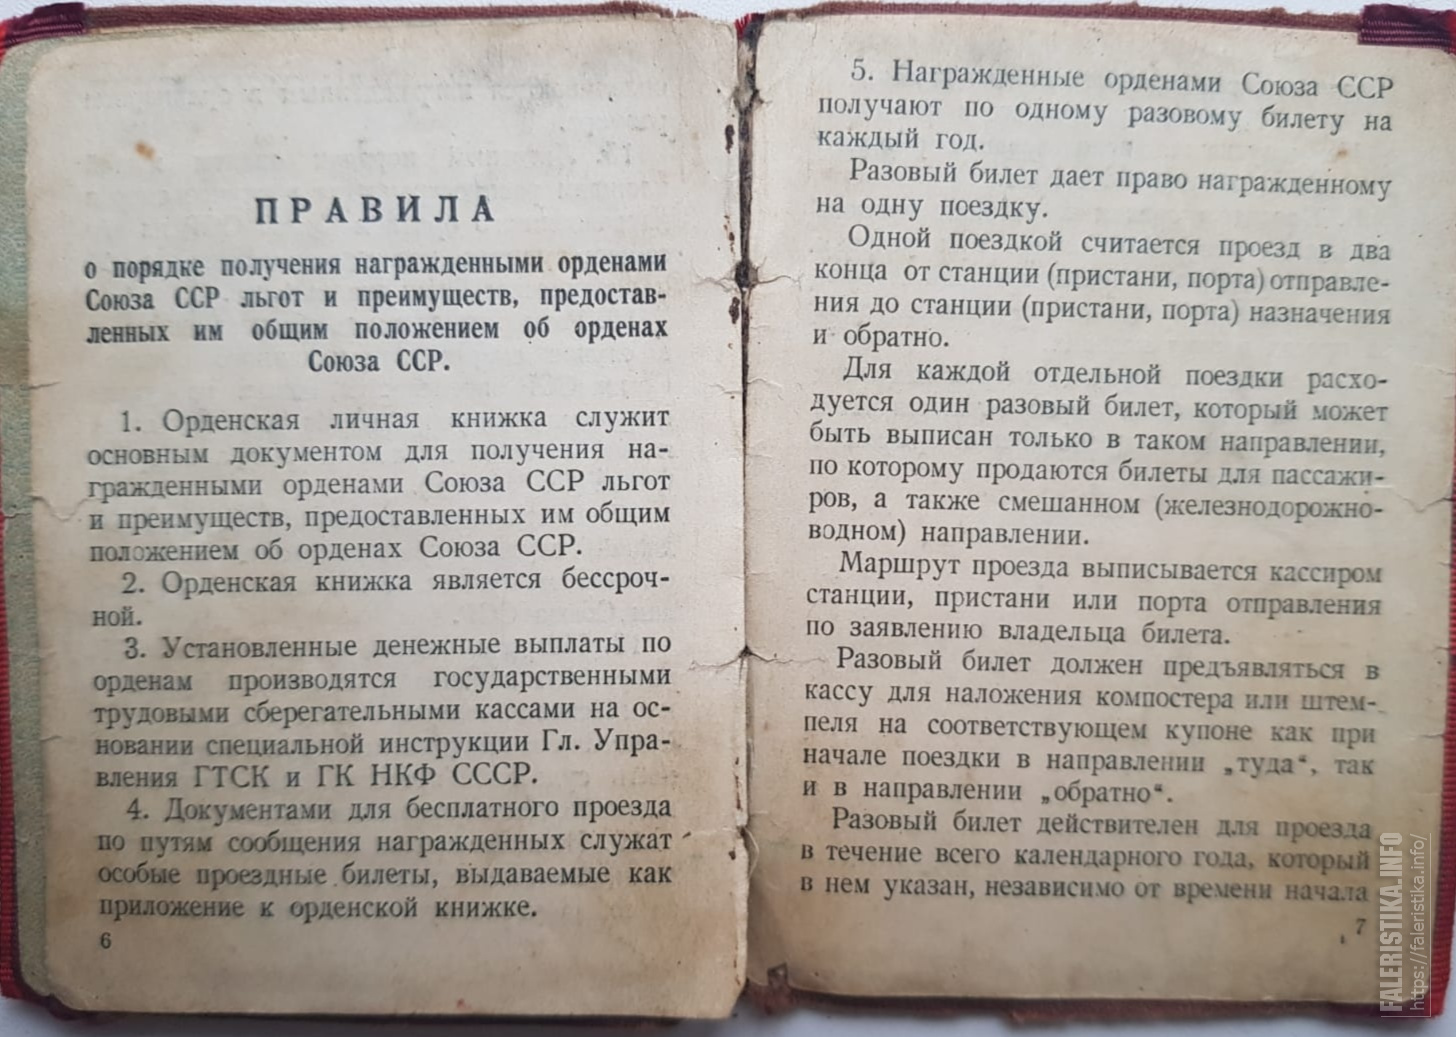 ПРАВИЛА
о порядке получения награжденными орденами
Союза ССР льгот и преимуществ, предостав-
ленных им общим положением об орденах
Союза ССР.
1. Орденская личная книжка служит
основным документом для получения на-
гражденными орденами Союза ССР льгот
и преимуществ, предоставленных им общим
положением об орденах Союза ССР.
2. Орденская книжка является бессроч-
ной.
3. Установленные денежные выплаты по
орденам производятся государственными
трудовыми сберегательными кассами на ос-
новании специальной инструкции Гл. Упра-
вления ГТСК и ГК НКФ СССР.
4. Документами для бесплатного проезда
по путям сообщения награжденных служат
особые проездные билеты, выдаваемые как
приложение к орденской книжке.
6
5. Награжденные орденами Союза ССР
получают по одному разовому билету на
каждый год.
Разовый билет дает право награжденному
на одну поездку.
Одной поездкой считается проезд в два
конца от станции (пристани, порта) отправле-
ния до станции (пристани, порта) назначения
и обратно.
Для каждой отдельной поездки расхо-
дуется один разовый билет, который может
быть выписан только в таком направлении,
по которому продаются билеты для пассажи-
ров, а также смешанном (железнодорожно-
водном) направлении.
Маршрут проезда выписывается кассиром
станции, пристани или порта отправления
по заявлению владельца билета.
Разовый билет должен предъявляться в
кассу для наложения компостера или штем-
пеля на соответствующем купоне как при
начале поездки в направлении „туда“, так
и в направлении „обратно“.
Разовый билет действителен для проезда
в течение всего календарного года, который
в нем указан, независимо от времени начала
7
FALERISTIKA.INFO
https://faleristika.info/